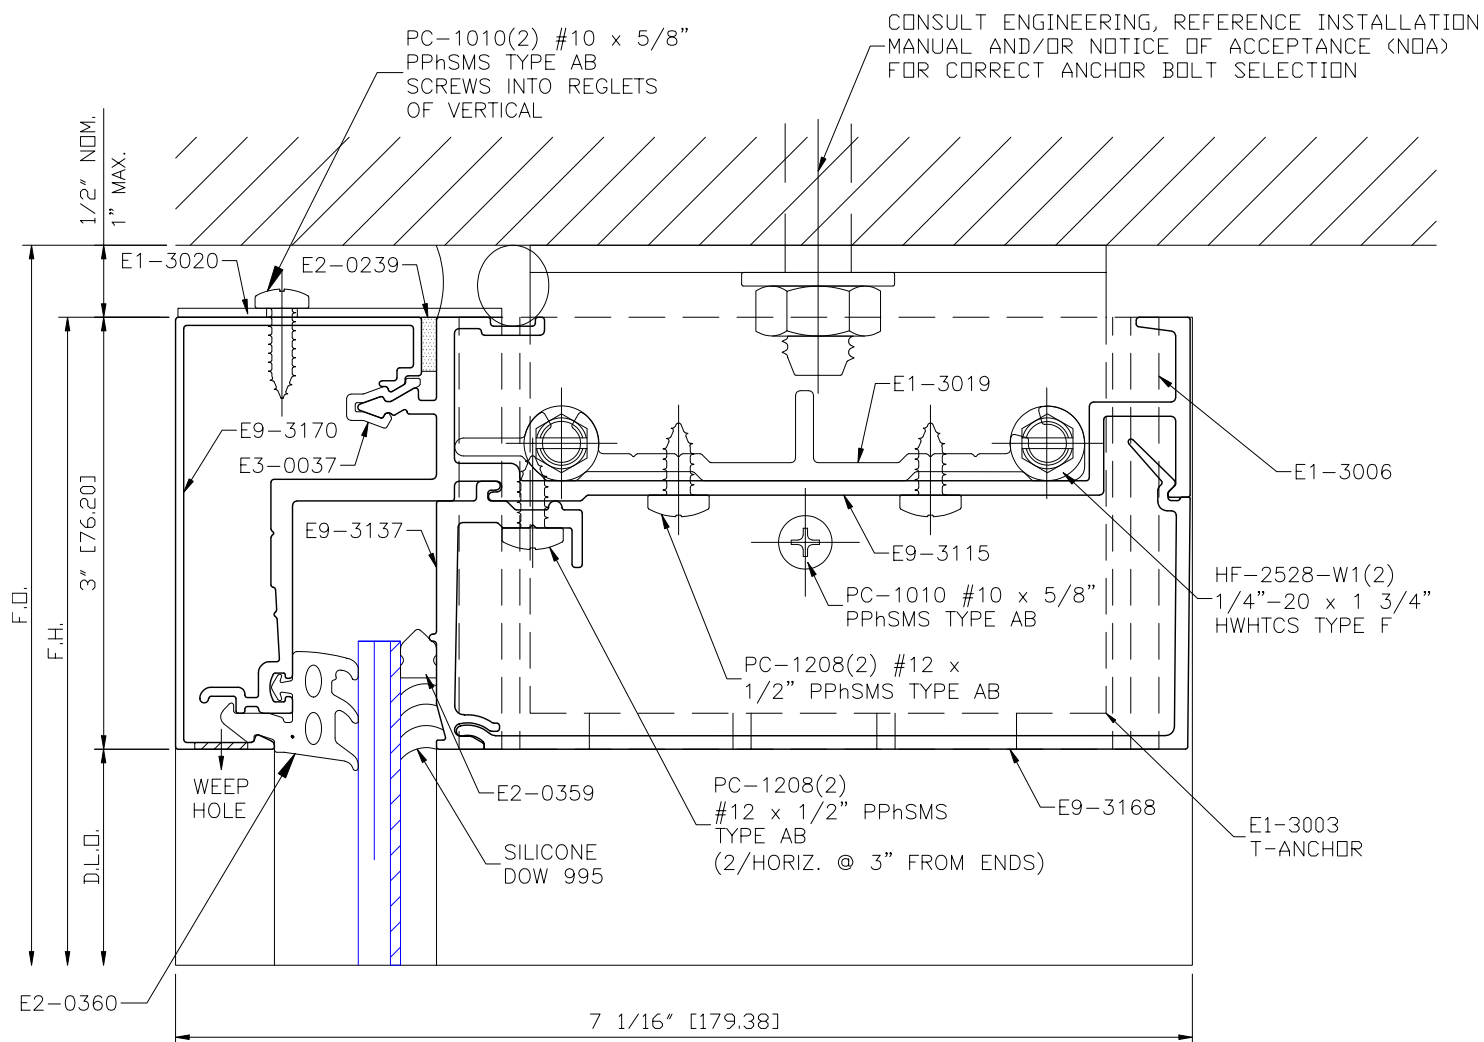 CONSULT ENGINEERING, REFERENCE INSTALLATION
MANUAL AND/OR NOTICE OF ACCEPTANCE (NOA)
FOR CORRECT ANCHOR BOLT SELECTION
PC-1010(2) #10 x 5/8"
PPhSMS TYPE AB
SCREWS INTO REGLETS
OF VERTICAL
1/2" NOM.
1" MAX.
E1-3020
E2-0239
E1-3019
E9-3170
E3-0037
E1-3006
3" [76.20]
E9-3137
E9-3115
F.O.
F.H.
PC-1010 #10 x 5/8"
PPhSMS TYPE AB
HF-2528-W1(2)
1/4"-20 x 1 3/4"
HWHTCS TYPE F
PC-1208(2) #12 x
1/2" PPhSMS TYPE AB
WEEP
HOLE
E2-0359
PC-1208(2)
#12 x 1/2" PPhSMS
TYPE AB
(2/HORIZ. @ 3" FROM ENDS)
E9-3168
E1-3003
T-ANCHOR
D.L.O.
SILICONE
DOW 995
E2-0360
7 1/16" [179.38]